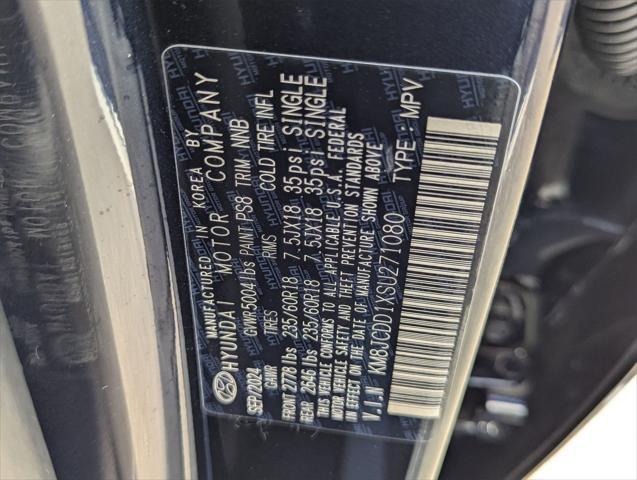 MANUFACTURED IN KOREA BY
HYUNDAI MOTOR COMPANY
SEP 2024 GVWR 5004 lbs PAINT PS8 TRIM NNB
GAWR TIRES RMS COLD TIRE INFL
FRONT 2778 lbs 235/60R18 7.5JX18 35psi SINGLE
REAR 2646 lbs 235/60R18 7.5JX18 35psi SINGLE
THIS VEHICLE CONFORMS TO ALL APPLICABLE U.S.A. FEDERAL
MOTOR VEHICLE SAFETY AND THEFT PREVENTION STANDARDS
IN EFFECT ON THE DATE OF MANUFACTURE SHOWN ABOVE
V.I.N KM8JCDD1XSU271080 TYPE : MPV